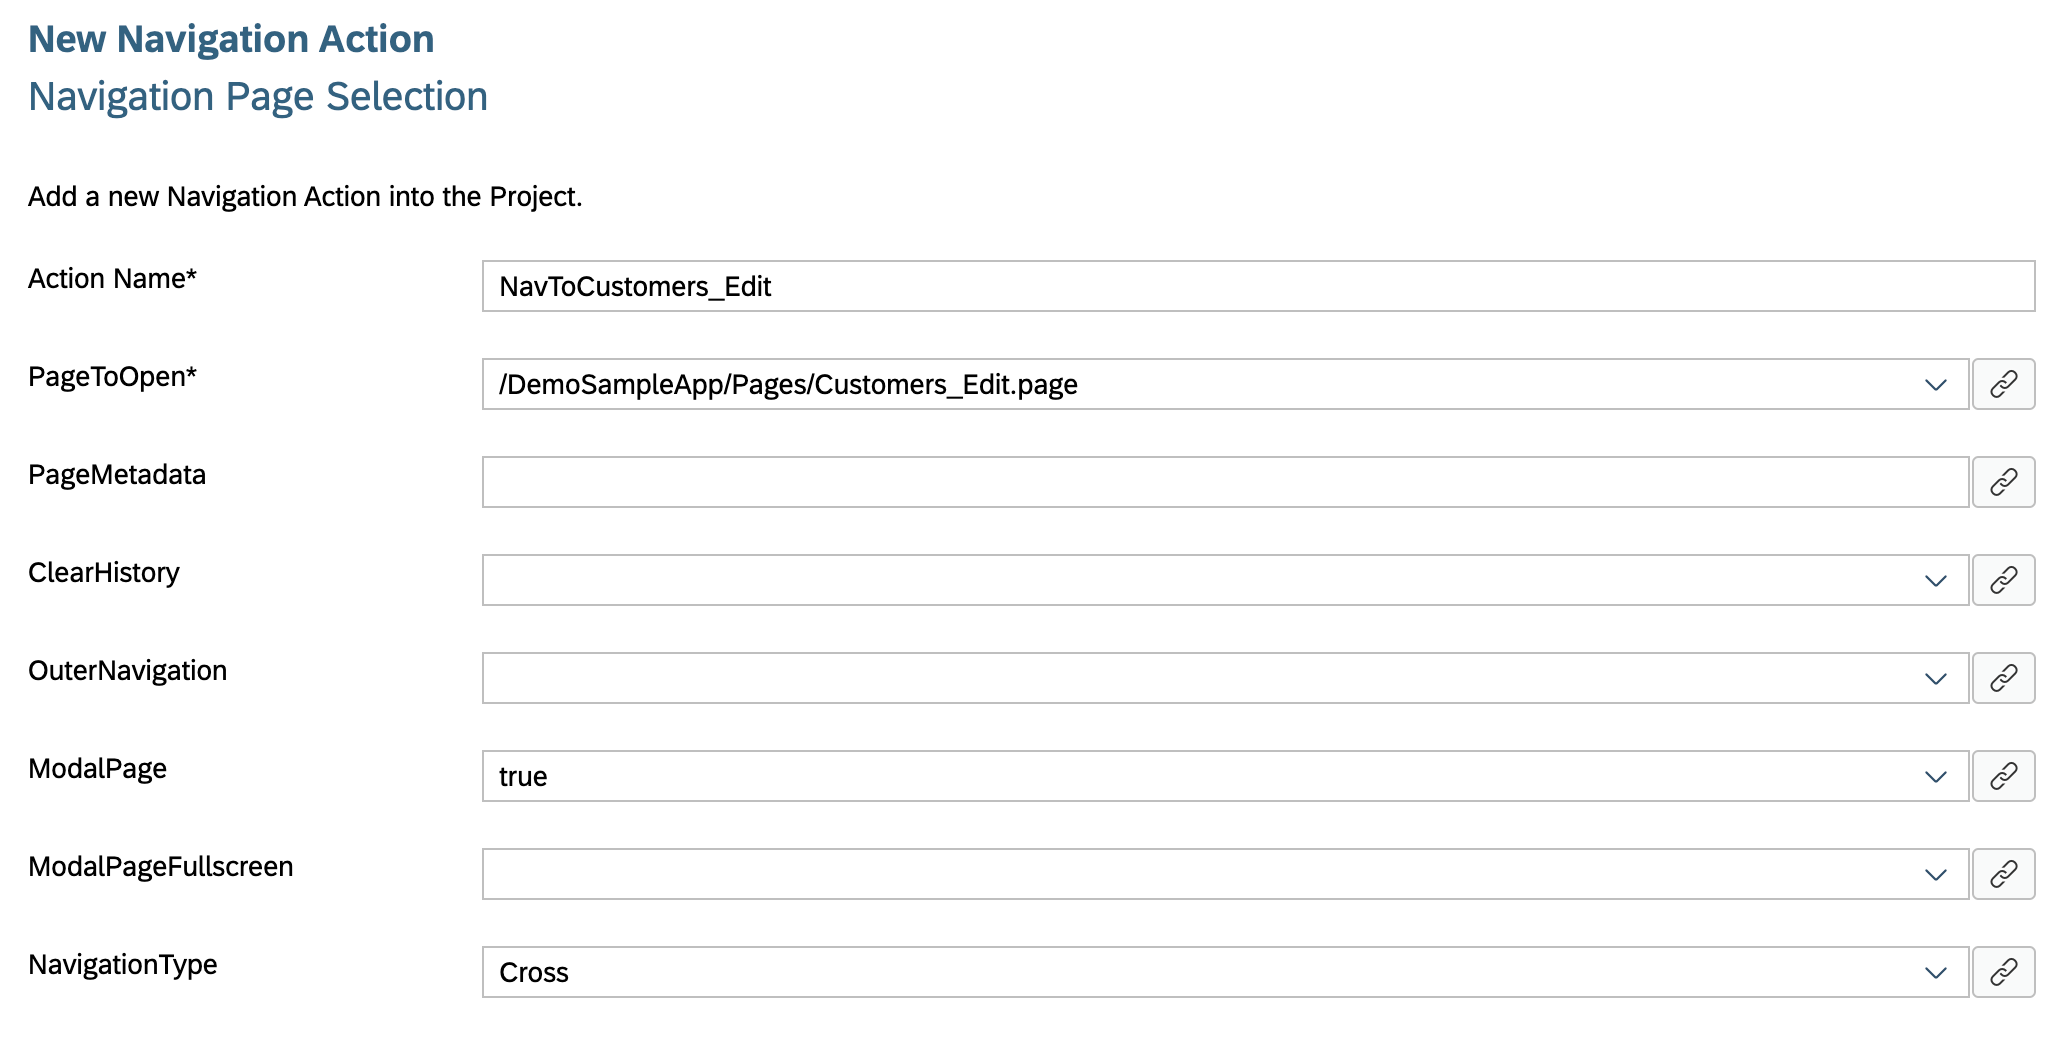 New Navigation Action
Navigation Page Selection
Add a new Navigation Action into the Project.
Action Name*
NavToCustomers_Edit
PageToOpen*
/DemoSampleApp/Pages/Customers_Edit.page
PageMetadata
ClearHistory
OuterNavigation
ModalPage
true
ModalPageFullscreen
NavigationType
Cross